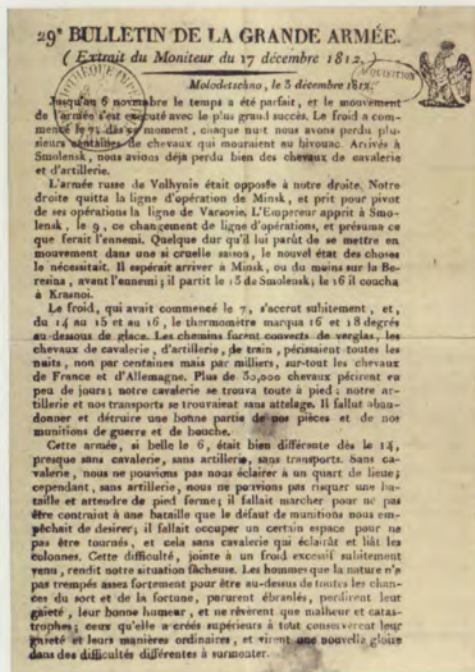 29e BULLETIN DE LA GRANDE ARMÉE.
( Extrait du Moniteur du 17 décembre 1812. )
Molodetschno, le 3 décembre 1812.
Jusqu'au 6 novembre le temps a été parfait, et le mouvement
de l'armée s'est exécuté avec le plus grand succès. Le froid a com-
mencé le 7; dès ce moment, chaque nuit nous avons perdu plu-
sieurs centaines de chevaux qui mouraient au bivouac. Arrivés à
Smolensk, nous avions déjà perdu bien des chevaux de cavalerie
et d'artillerie.
L'armée russe de Volhynie était opposée à notre droite. Notre
droite quitta la ligne d'opération de Minsk, et prit pour pivot
de ses opérations la ligne de Varsovie. L'Empereur apprit à Smo-
lensk, le 9, ce changement de ligne d'opérations, et présuma ce
que ferait l'ennemi. Quelque dur qu'il lui parût de se mettre en
mouvement dans une si cruelle saison, le nouvel état des choses
le nécessitait. Il espérait arriver à Minsk, ou du moins sur la Be-
resina, avant l'ennemi; il partit le 13 de Smolensk; le 16 il coucha
à Krasnoi.
Le froid, qui avait commencé le 7, s'accrut subitement, et,
du 14 au 15 et au 16, le thermomètre marqua 16 et 18 degrés
au-dessous de glace. Les chemins furent couverts de verglas, les
chevaux de cavalerie, d'artillerie, de train, périssaient toutes les
nuits, non par centaines mais par milliers, sur-tout les chevaux
de France et d'Allemagne. Plus de 30,000 chevaux périrent en
peu de jours; notre cavalerie se trouva toute à pied; notre ar-
tillerie et nos transports se trouvaient sans attelage. Il fallut aban-
donner et détruire une bonne partie de nos pièces et de nos
munitions de guerre et de bouche.
Cette armée, si belle le 6, était bien différente dès le 14,
presque sans cavalerie, sans artillerie, sans transports. Sans ca-
valerie, nous ne pouvions pas nous éclairer à un quart de lieue;
cependant, sans artillerie, nous ne pouvions pas risquer une ba-
taille et attendre de pied ferme; il fallait marcher pour ne pas
être contraint à une bataille que le défaut de munitions nous em-
pêchait de desirer; il fallait occuper un certain espace pour ne
pas être tournés, et cela sans cavalerie qui éclairât et liât les
colonnes. Cette difficulté, jointe à un froid excessif subitement
venu, rendit notre situation fâcheuse. Les hommes que la nature n'a
pas trempés assez fortement pour être au-dessus de toutes les chan-
ces du sort et de la fortune, parurent ébranlés, perdirent leur
gaieté, leur bonne humeur, et ne rêvèrent que malheur et catas-
trophes; ceux qu'elle a créés supérieurs à tout conservèrent leur
gaieté et leurs manières ordinaires, et virent une nouvelle gloire
dans des difficultés différentes à surmonter.